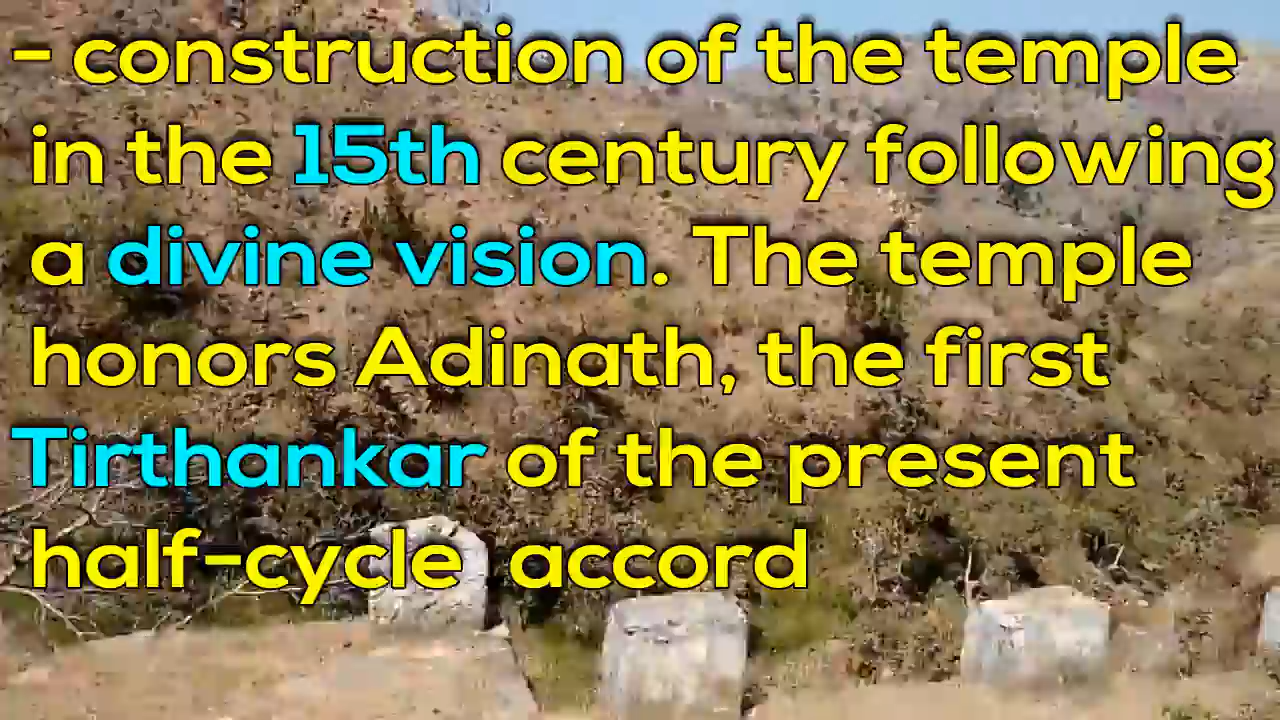 - construction of the temple
in the 15th century following
a divine vision. The temple
honors Adinath, the first
Tirthankar of the present
half-cycle accord